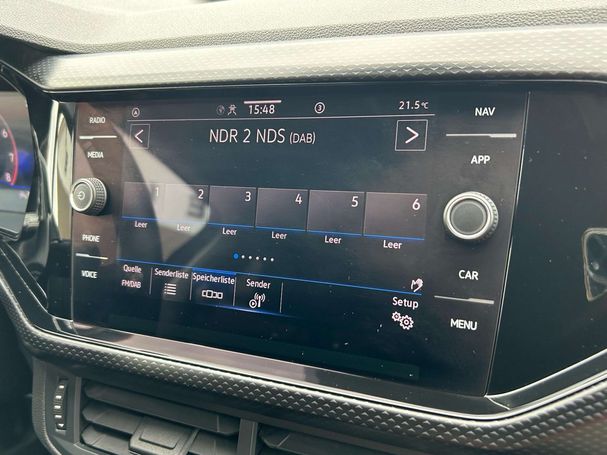 RADIO
MEDIA
PHONE
VOICE
A
15:48
3
21.5°C
NAV
APP
CAR
MENU
<
NDR 2 NDS (DAB)
>
1 2 3 4 5 6
Leer Leer Leer Leer Leer Leer
Quelle
FM/DAB
Senderliste
Speicherliste
Sender
Setup